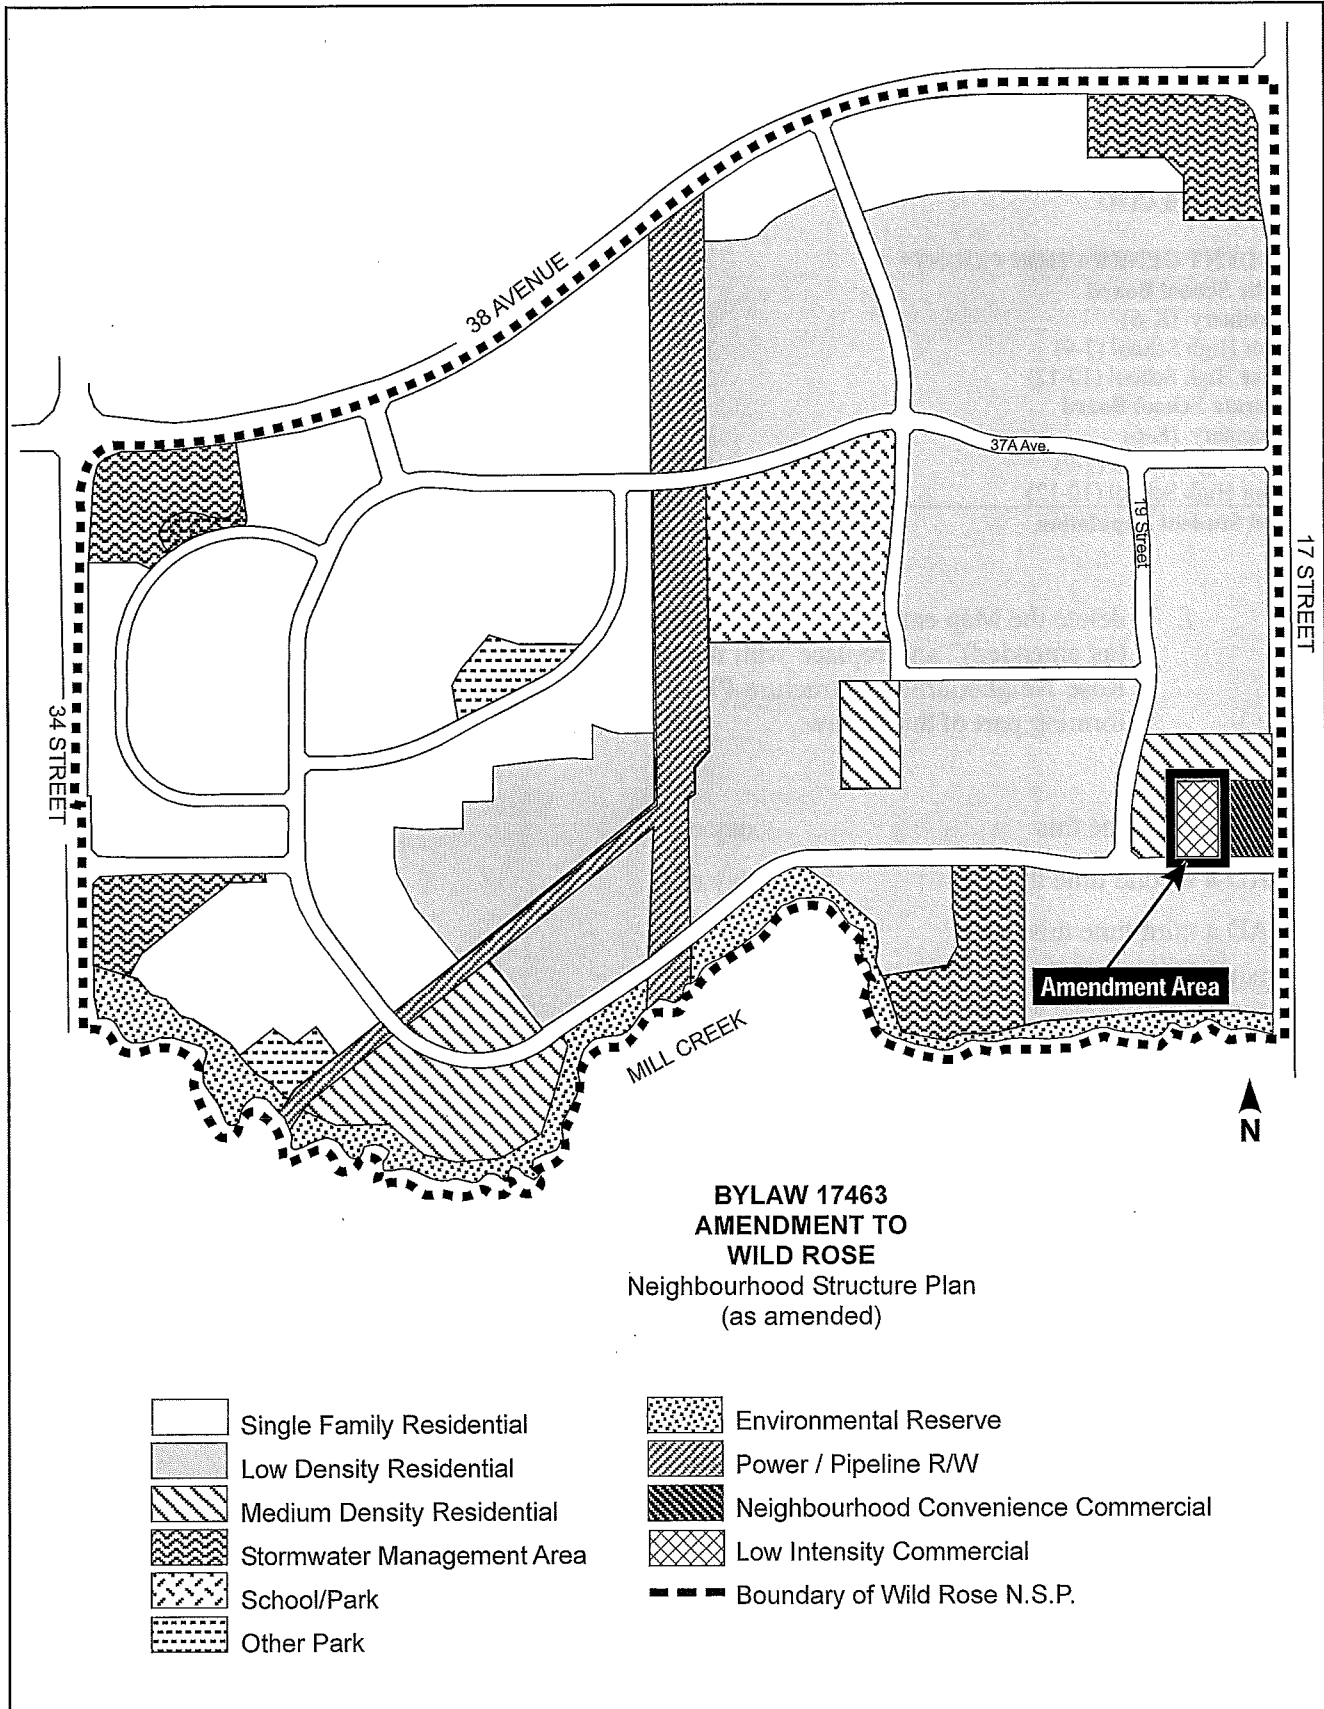 38 AVENUE
37A Ave.
19 Street
17 STREET
34 STREET
Amendment Area
MILL CREEK
N
BYLAW 17463
AMENDMENT TO
WILD ROSE
Neighbourhood Structure Plan
(as amended)
Single Family Residential
Low Density Residential
Medium Density Residential
Stormwater Management Area
School/Park
Other Park
Environmental Reserve
Power / Pipeline R/W
Neighbourhood Convenience Commercial
Low Intensity Commercial
Boundary of Wild Rose N.S.P.